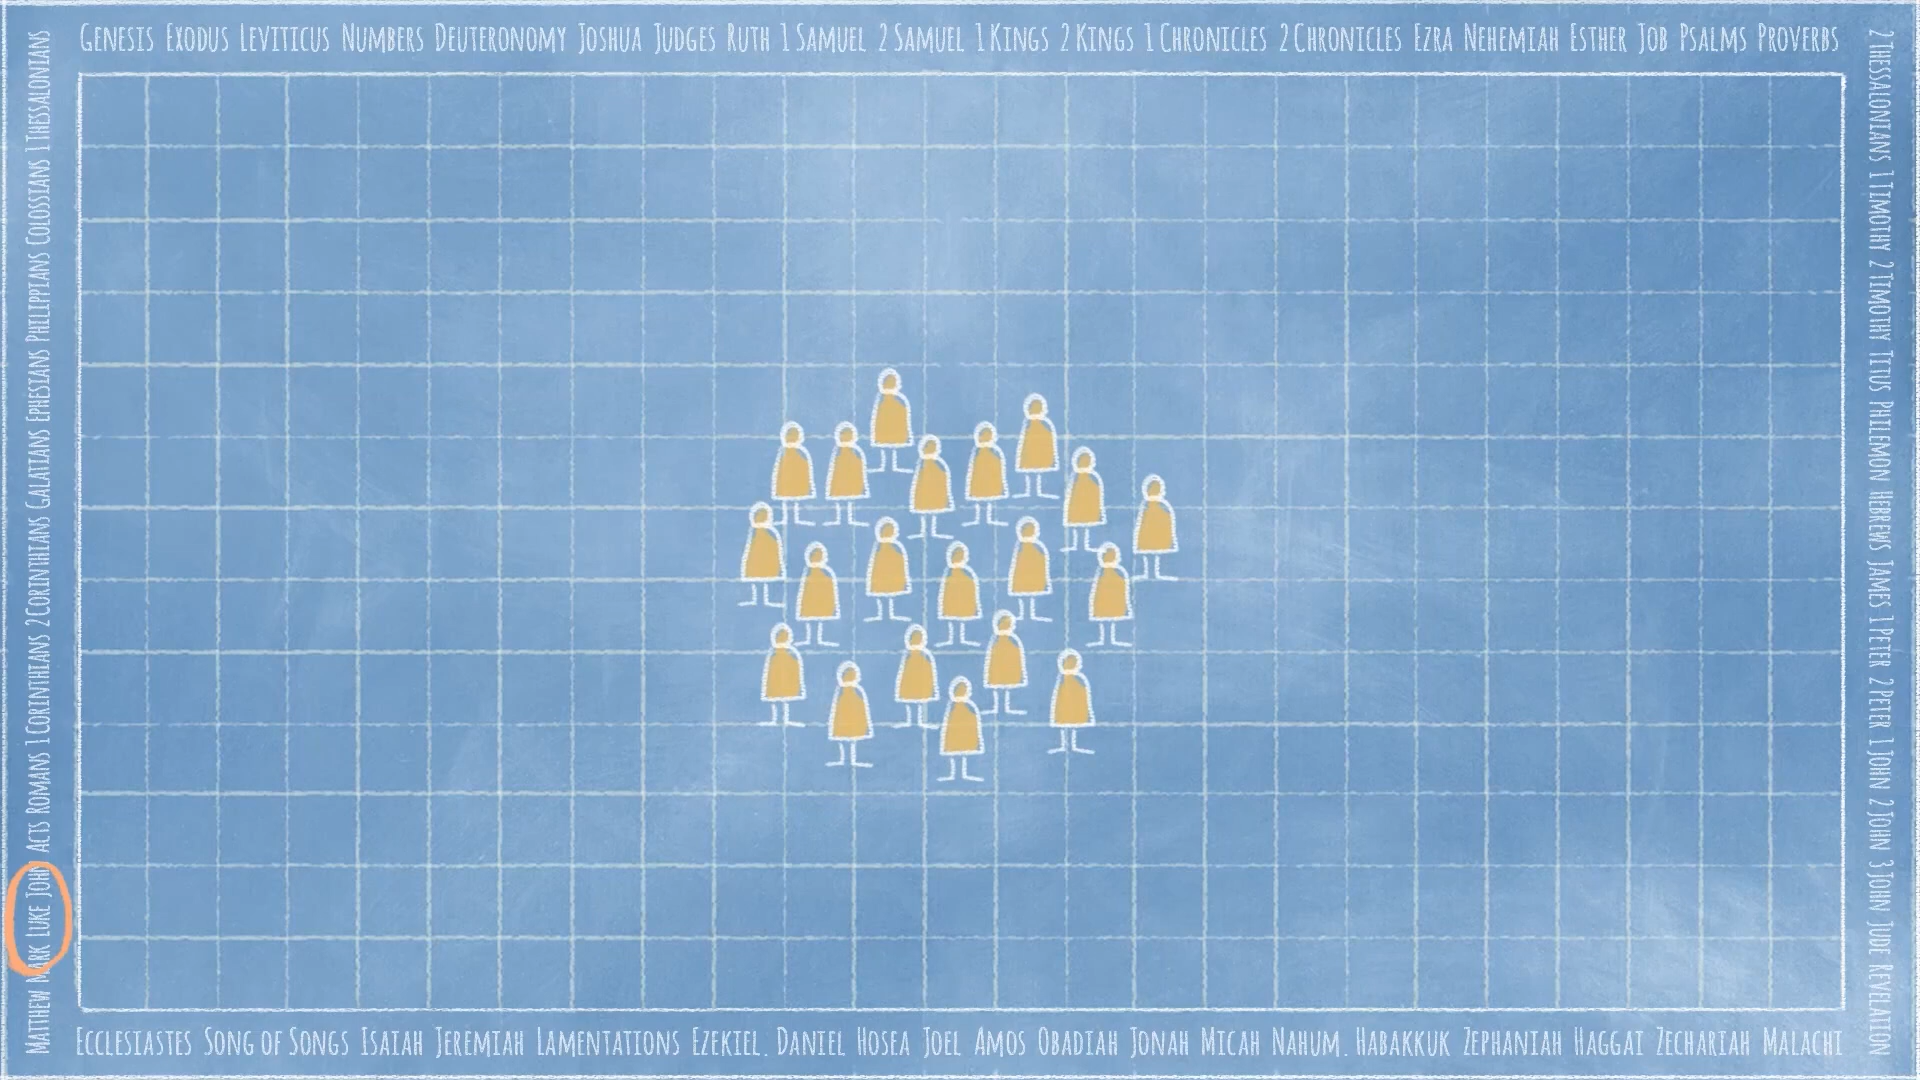 Genesis Exodus Leviticus Numbers Deuteronomy Joshua Judges Ruth 1 Samuel 2 Samuel 1 Kings 2 Kings 1 Chronicles 2 Chronicles Ezra Nehemiah Esther Job Psalms Proverbs
Ecclesiastes Song of Songs Isaiah Jeremiah Lamentations Ezekiel. Daniel Hosea Joel Amos Obadiah Jonah Micah Nahum. Habakkuk Zephaniah Haggai Zechariah Malachi
Matthew Mark Luke John Acts Romans 1 Corinthians 2 Corinthians Galatians Ephesians Philippians Colossians 1 Thessalonians
2 Thessalonians 1 Timothy 2 Timothy Titus Philemon Hebrews James 1 Peter 2 Peter 1 John 2 John 3 John Jude Revelation